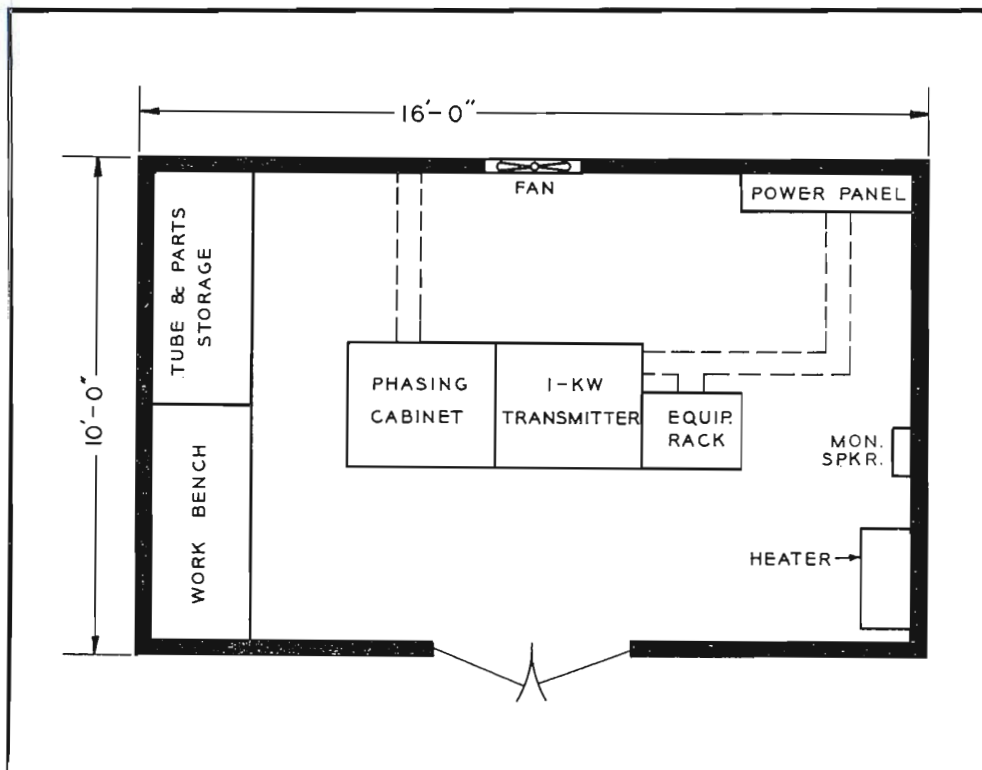 16'-0"
FAN
POWER PANEL
TUBE & PARTS
STORAGE
10'-0"
PHASING
CABINET
1-KW
TRANSMITTER
EQUIP.
RACK
MON.
SPKR.
WORK BENCH
HEATER